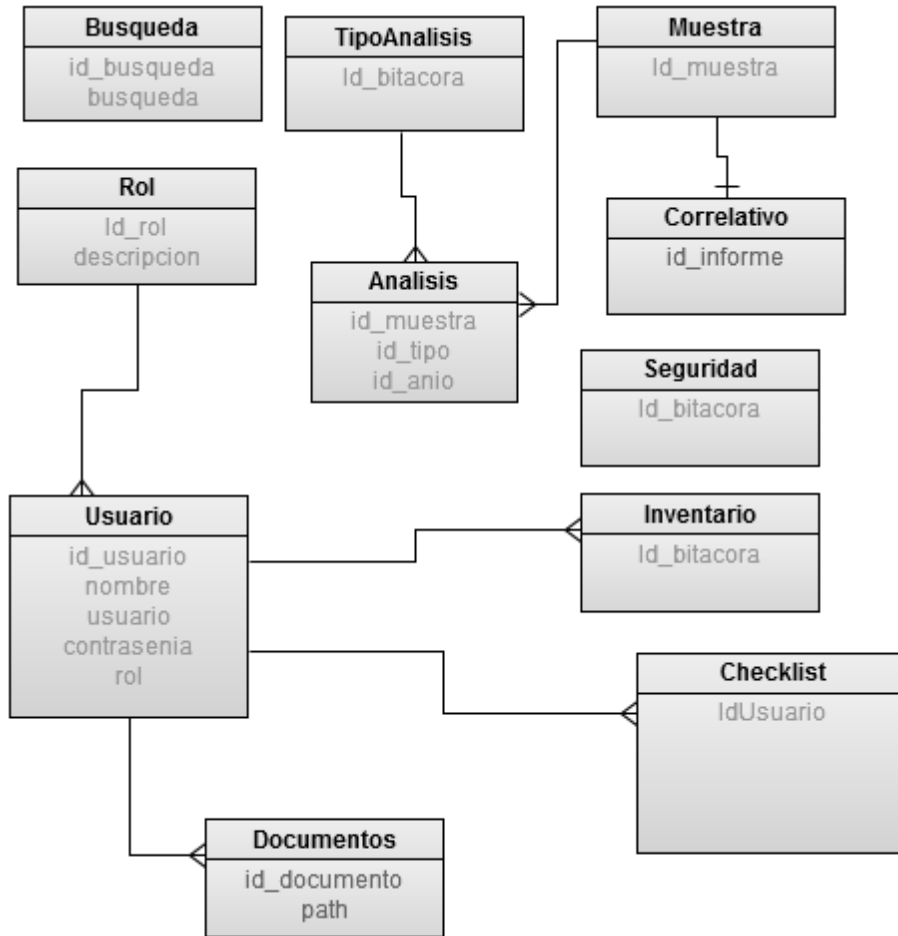 Busqueda
id_busqueda
busqueda
TipoAnalisis
Id_bitacora
Muestra
Id_muestra
Rol
Id_rol
descripcion
Correlativo
id_informe
Analisis
id_muestra
id_tipo
id_anio
Seguridad
Id_bitacora
Usuario
id_usuario
nombre
usuario
contrasenia
rol
Inventario
Id_bitacora
Checklist
IdUsuario
Documentos
id_documento
path